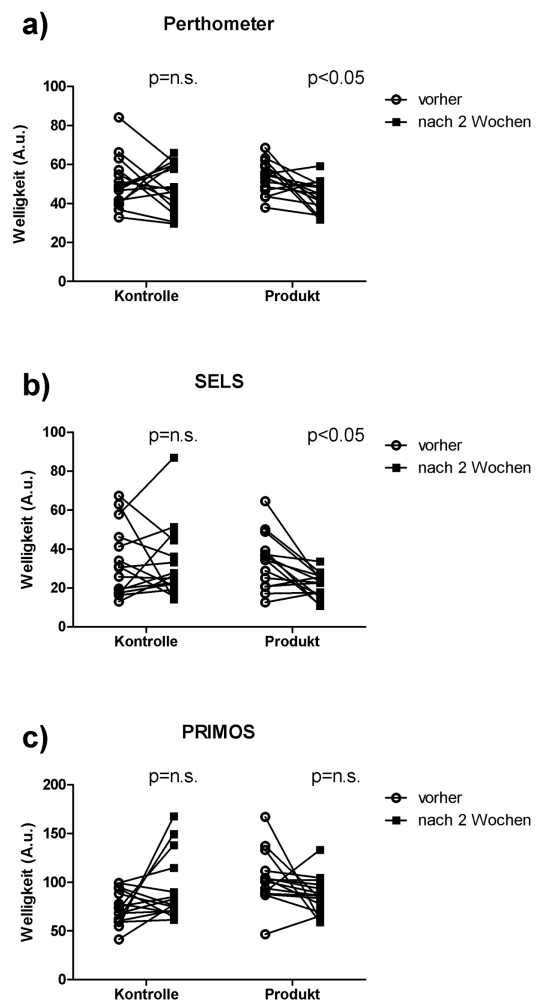 a) Perthometer
p=n.s. p<0.05
vorher
nach 2 Wochen
Welligkeit (A.u.)
100
80
60
40
20
0
Kontrolle Produkt
b) SELS
p=n.s. p<0.05
vorher
nach 2 Wochen
Welligkeit (A.u.)
100
80
60
40
20
0
Kontrolle Produkt
c) PRIMOS
p=n.s. p=n.s.
vorher
nach 2 Wochen
Welligkeit (A.u.)
200
150
100
50
0
Kontrolle Produkt